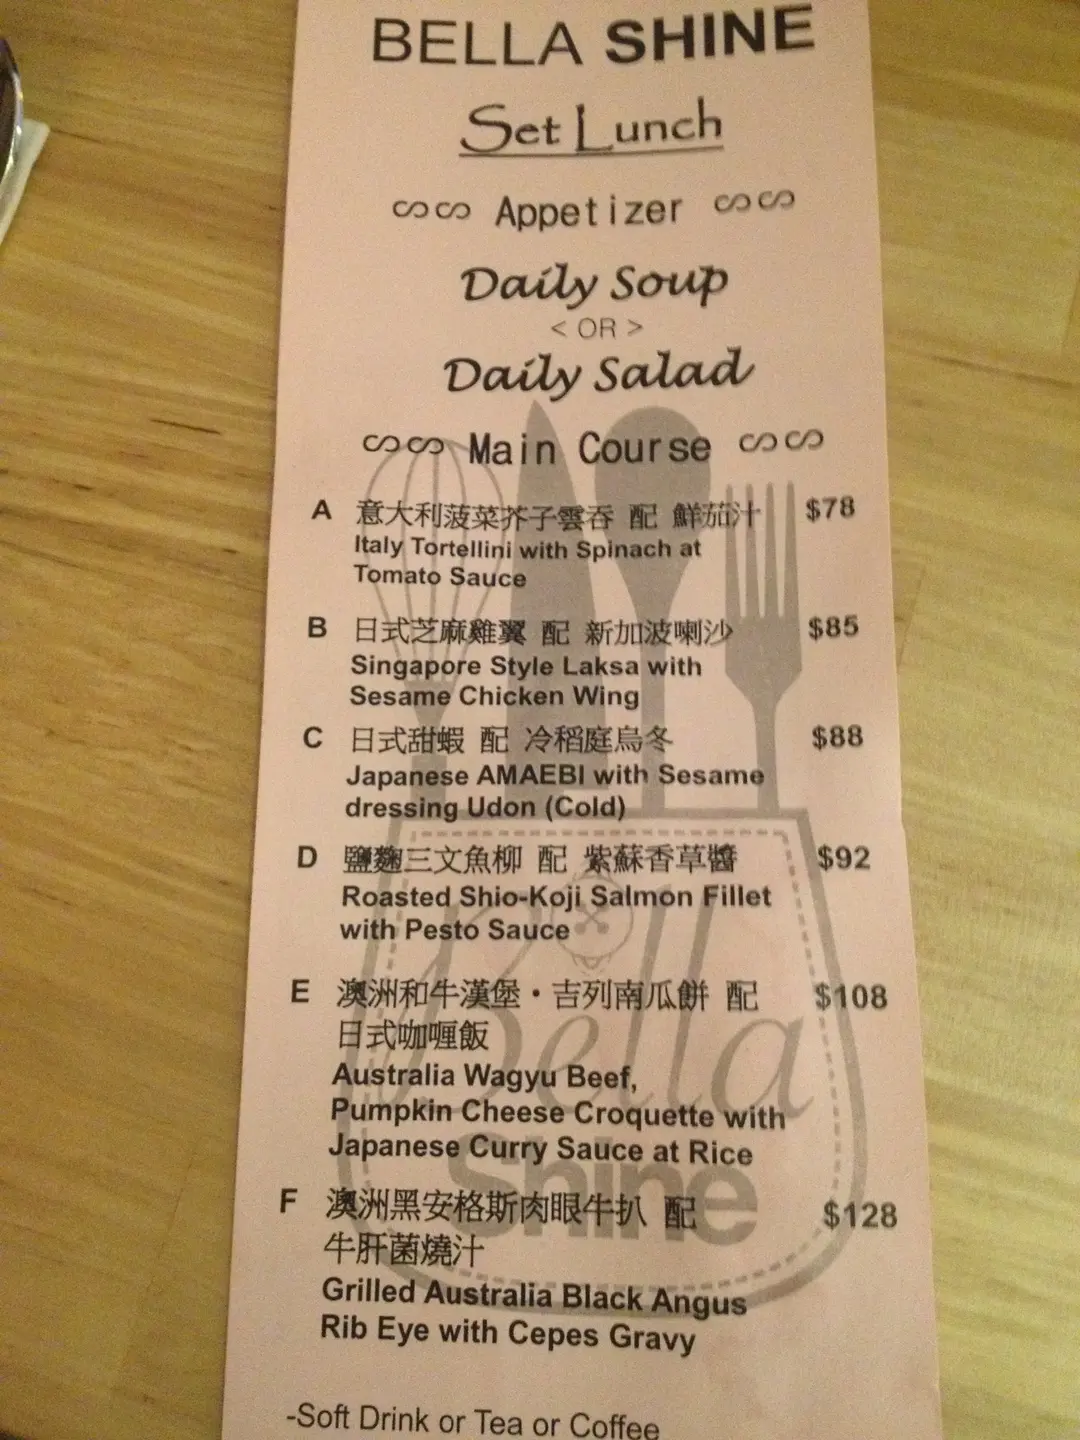 BELLA SHINE
Set Lunch
Appetizer
Daily Soup
< OR >
Daily Salad
Main Course
A 意大利菠菜芥子雲吞 配 鮮茄汁 $78
Italy Tortellini with Spinach at
Tomato Sauce
B 日式芝麻雞翼 配 新加波喇沙 $85
Singapore Style Laksa with
Sesame Chicken Wing
C 日式甜蝦 配 冷稻庭烏冬 $88
Japanese AMAEBI with Sesame
dressing Udon (Cold)
D 鹽麴三文魚柳 配 紫蘇香草醬 $92
Roasted Shio-Koji Salmon Fillet
with Pesto Sauce
E 澳洲和牛漢堡・吉列南瓜餅 配 $108
日式咖喱飯
Australia Wagyu Beef,
Pumpkin Cheese Croquette with
Japanese Curry Sauce at Rice
F 澳洲黑安格斯肉眼牛扒 配 $128
牛肝菌燒汁
Grilled Australia Black Angus
Rib Eye with Cepes Gravy
-Soft Drink or Tea or Coffee
Bella
Shine